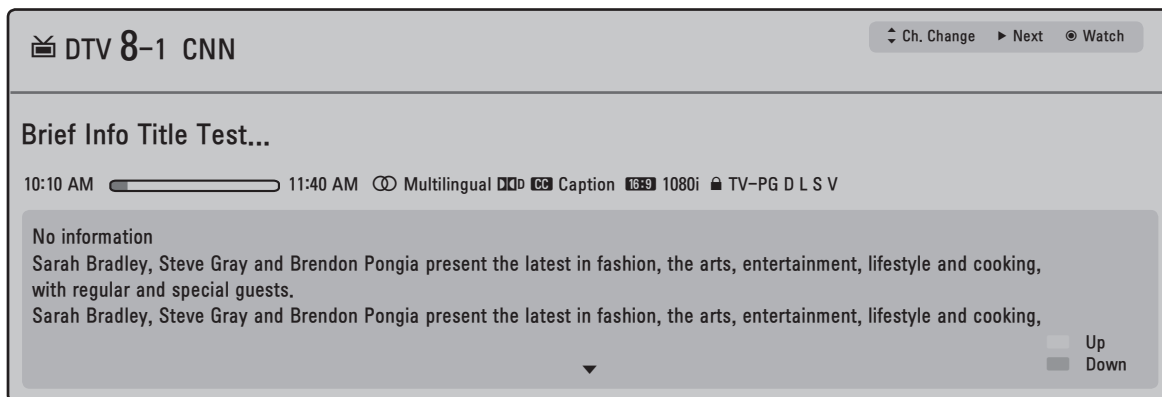 DTV 8-1 CNN
Ch. Change ► Next ◉ Watch
Brief Info Title Test...
10:10 AM 11:40 AM Multilingual DD D CC Caption 16:9 1080i TV-PG D L S V
No information
Sarah Bradley, Steve Gray and Brendon Pongia present the latest in fashion, the arts, entertainment, lifestyle and cooking,
with regular and special guests.
Sarah Bradley, Steve Gray and Brendon Pongia present the latest in fashion, the arts, entertainment, lifestyle and cooking,
Up
Down